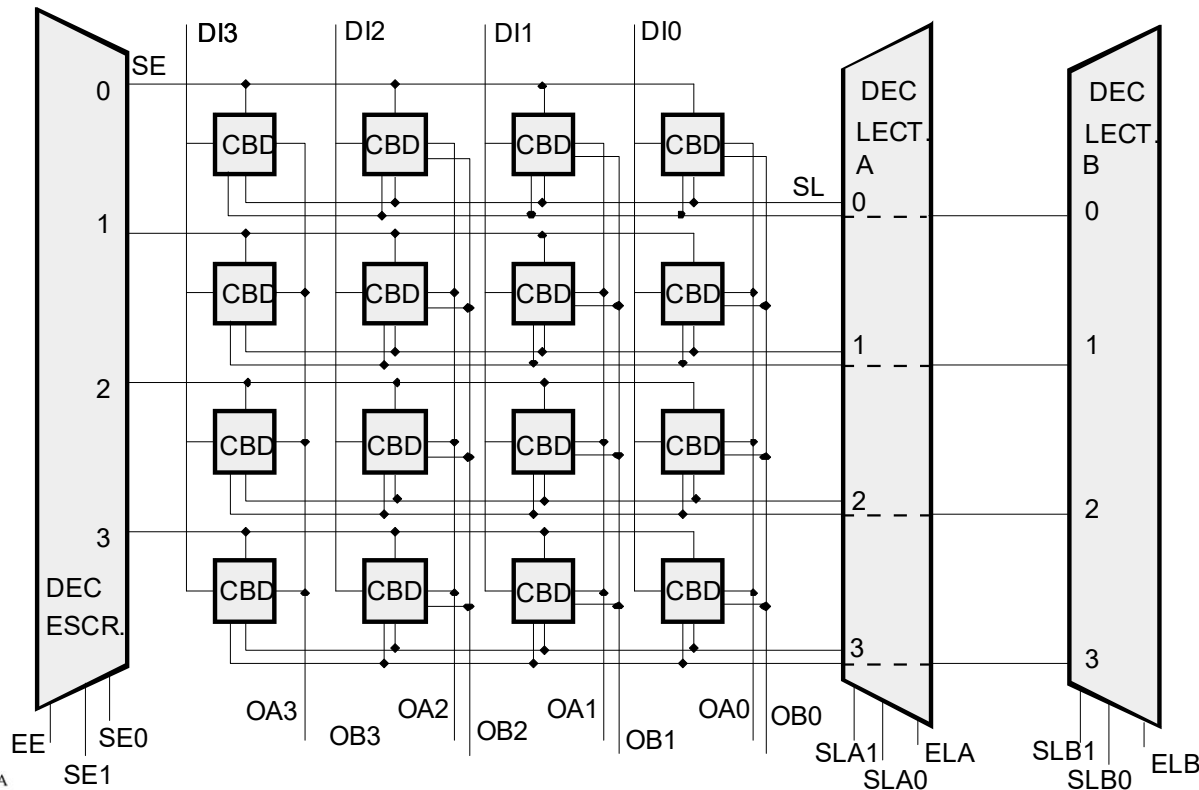 DI3
DI2
DI1
DI0
SE
0
DEC
LECT.
A
DEC
LECT.
B
CBD
CBD
CBD
CBD
SL
0
0
1
CBD
CBD
CBD
CBD
1
1
2
CBD
CBD
CBD
CBD
2
2
3
CBD
CBD
CBD
CBD
DEC
ESCR.
3
3
OA3
OB3
OA2
OB2
OA1
OB1
OA0
OB0
EE
SE1
SE0
SLA1
SLA0
ELA
SLB1
SLB0
ELB
A